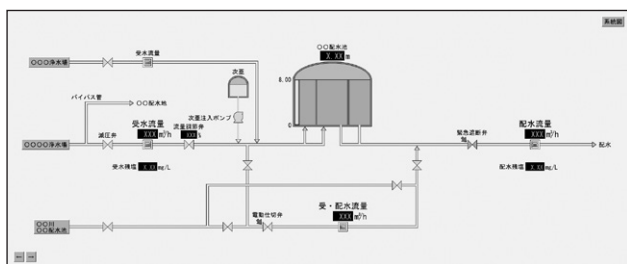 系統図
○○配水池
X.XX m
受水流量
○○○浄水場
次亜
6.00
バイパス管
○○配水池
次亜注入ポンプ
減圧弁
受水流量
XXX m³/h
流量調節弁
XXX %
0
緊急遮断弁
配水流量
XXX m³/h
○○○○浄水場
配水
受水残塩 X.XX mg/L
配水残塩 X.XX mg/L
受・配水流量
XXX m³/h
電動仕切弁
○○配水池